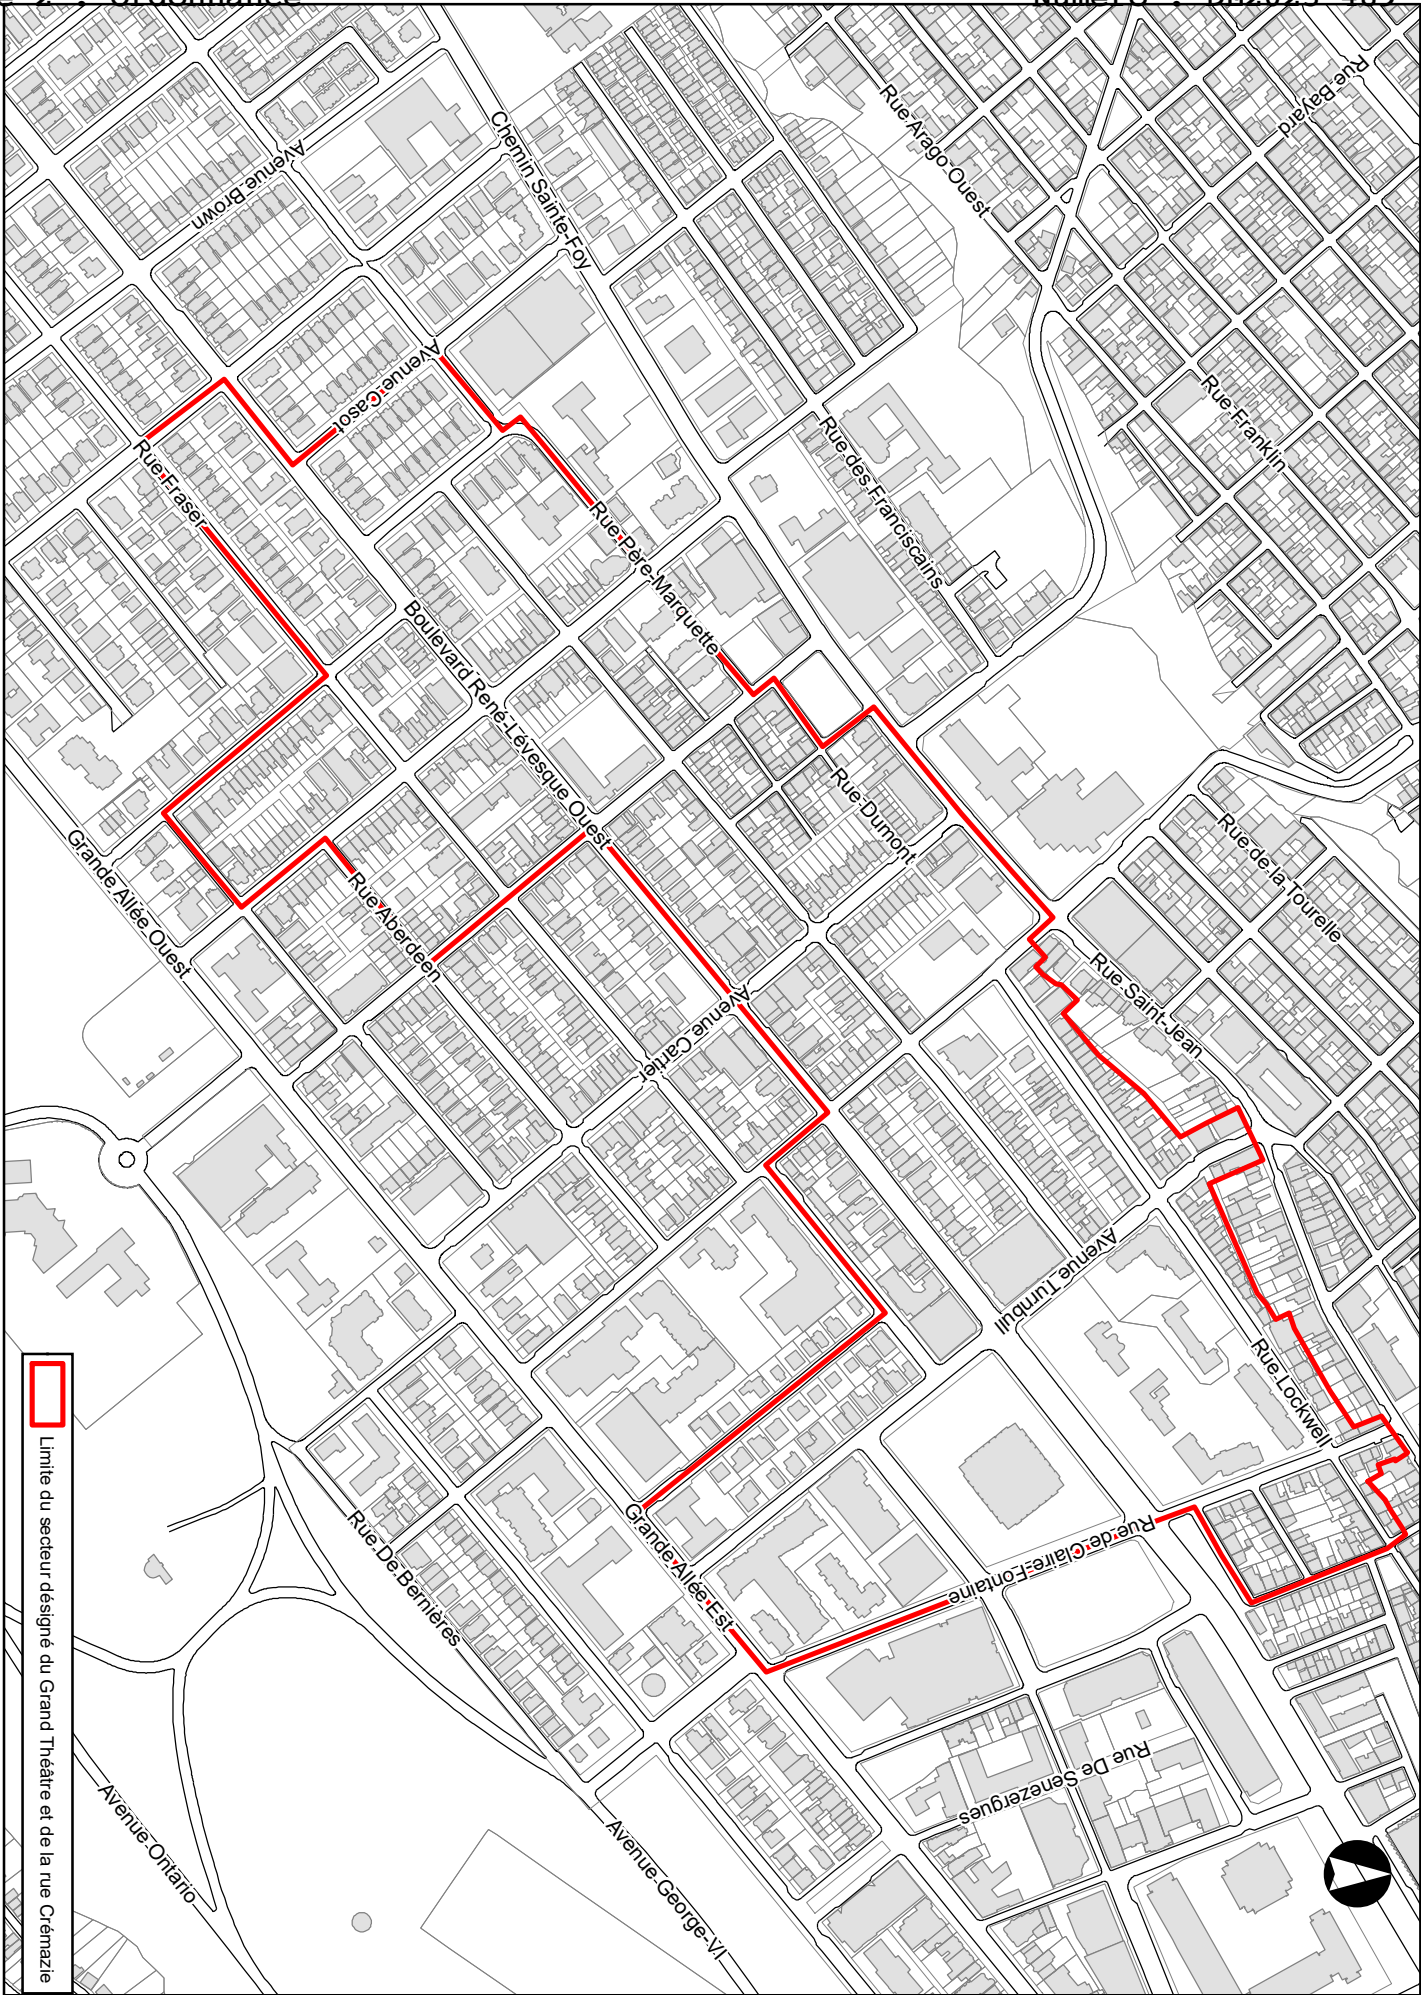 Rue Bayard
Rue Arago Ouest
Chemin Sainte-Foy
Avenue Brown
Rue Franklin
Avenue Casot
Rue des Franciscains
Rue Fraser
Rue Père-Marquette
Boulevard René-Lévesque Ouest
Rue Dumont
Rue de la Tourelle
Grande Allée Ouest
Rue Aberdeen
Rue Saint-Jean
Avenue Cartier
Avenue Turnbull
Rue Lockwell
Rue de Claire-Fontaine
Grande Allée Est
Rue De Bernières
Rue De Senezergues
Avenue Ontario
Avenue George-VI
Limite du secteur désigné du Grand Théâtre et de la rue Crémazie